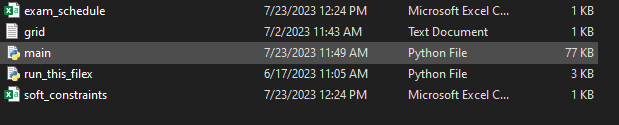 exam_schedule 7/23/2023 12:24 PM Microsoft Excel C... 1 KB
grid 7/2/2023 11:43 AM Text Document 1 KB
main 7/23/2023 11:49 AM Python File 77 KB
run_this_filex 6/17/2023 11:05 AM Python File 3 KB
soft_constraints 7/23/2023 12:24 PM Microsoft Excel C... 1 KB